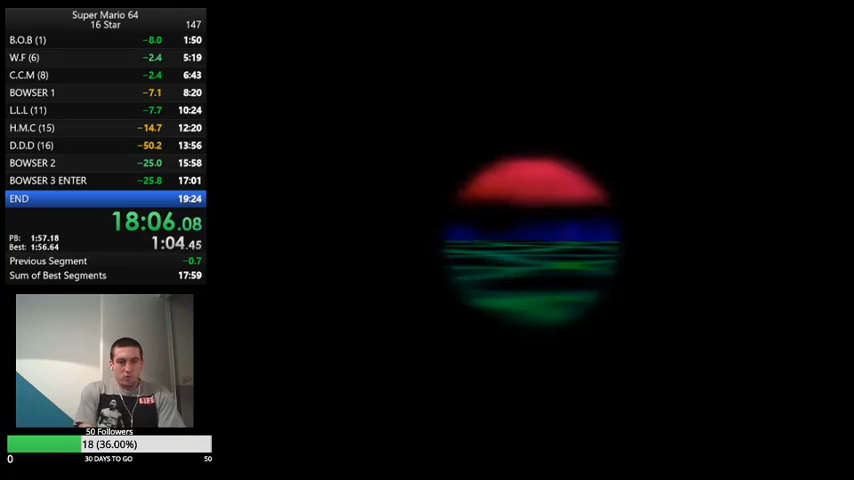 Super Mario 64
16 Star 147
B.O.B (1) −8.0 1:50
W.F (6) −2.4 5:19
C.C.M (8) −2.4 6:43
BOWSER 1 −7.1 8:20
L.L.L (11) −7.7 10:24
H.M.C (15) −14.7 12:20
D.D.D (16) −50.2 13:56
BOWSER 2 −25.0 15:58
BOWSER 3 ENTER −25.8 17:01
END 19:24
18:06.08
PB: 1:57.18
Best: 1:56.64
1:04.45
Previous Segment −0.7
Sum of Best Segments 17:59
50 Followers
18 (36.00%)
0 30 DAYS TO GO 50